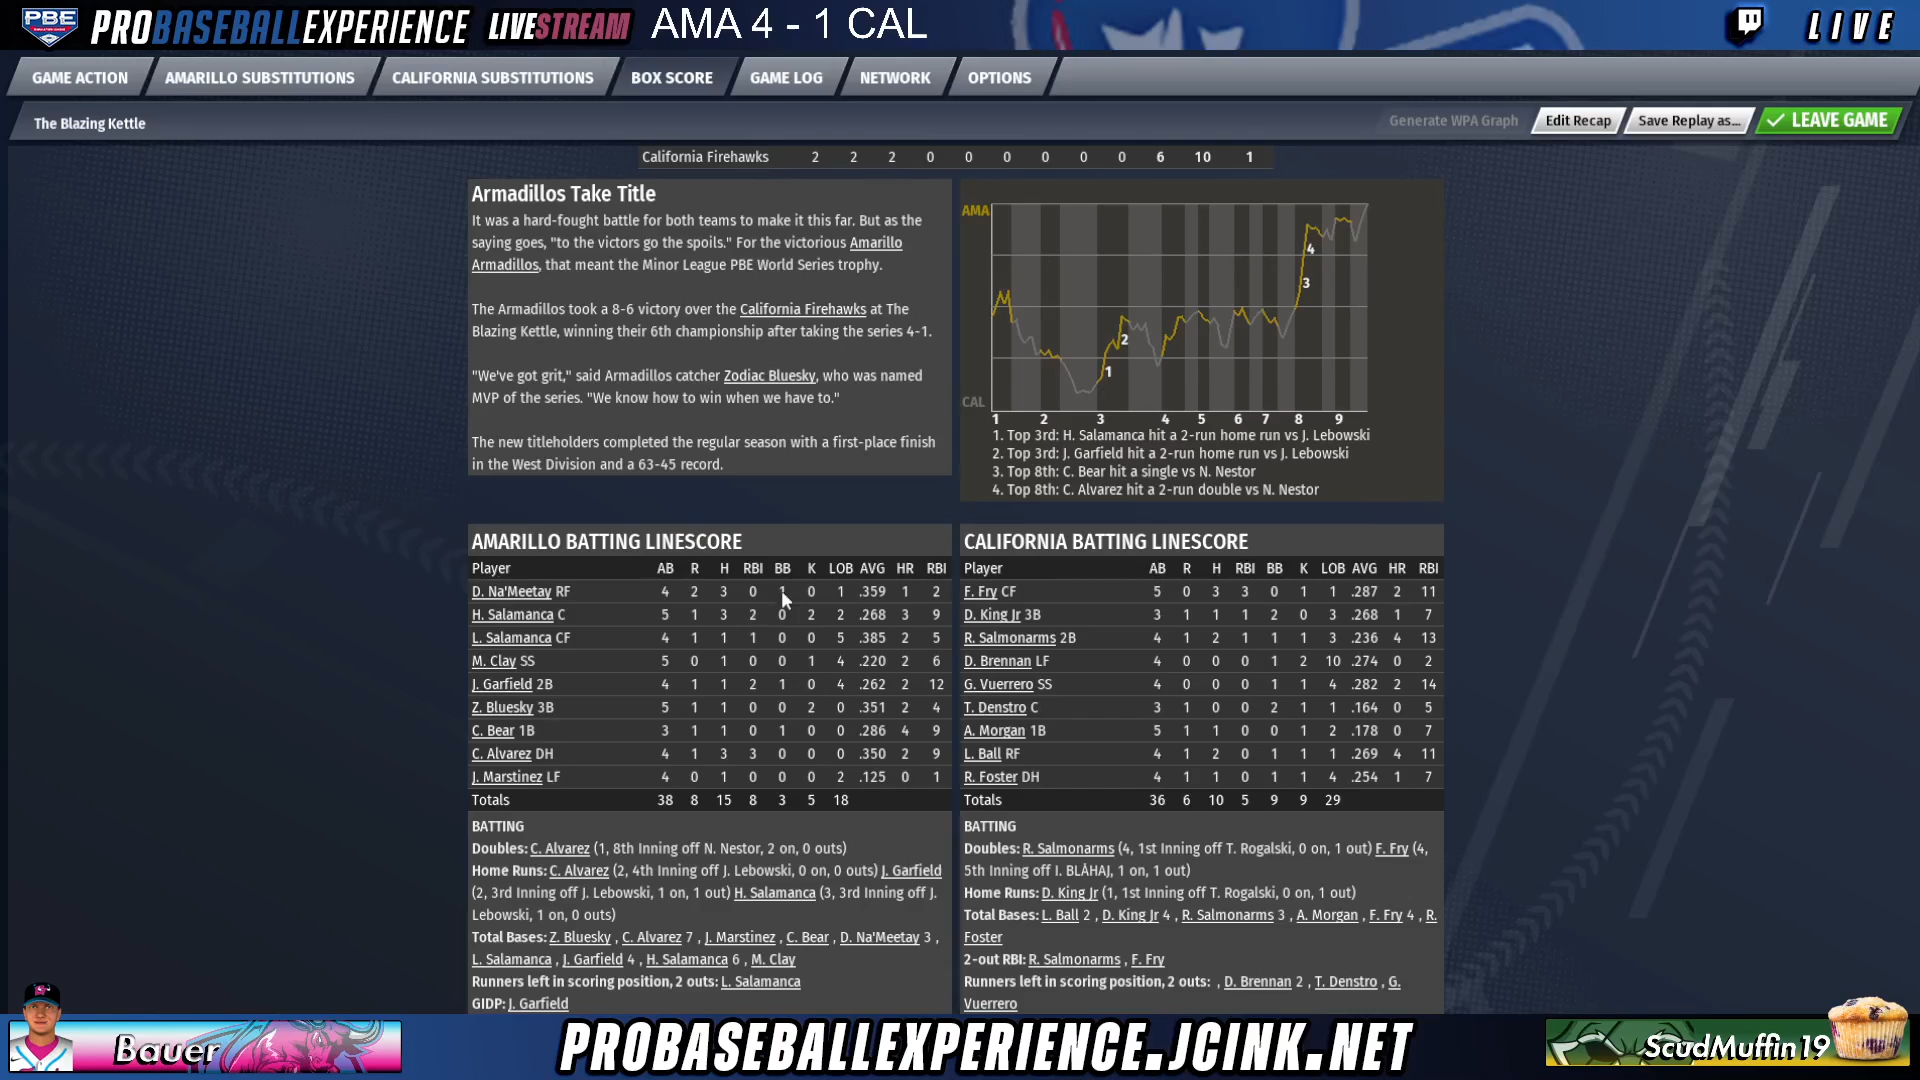 PBE PROBASEBALLEXPERIENCE LIVESTREAM AMA 4 - 1 CAL LIVE
GAME ACTION AMARILLO SUBSTITUTIONS CALIFORNIA SUBSTITUTIONS BOX SCORE GAME LOG NETWORK OPTIONS
The Blazing Kettle Generate WPA Graph Edit Recap Save Replay as... LEAVE GAME
California Firehawks 2 2 2 0 0 0 0 0 0 6 10 1
Armadillos Take Title
It was a hard-fought battle for both teams to make it this far. But as the
saying goes, "to the victors go the spoils." For the victorious Amarillo
Armadillos, that meant the Minor League PBE World Series trophy.
The Armadillos took a 8-6 victory over the California Firehawks at The
Blazing Kettle, winning their 6th championship after taking the series 4-1.
"We've got grit," said Armadillos catcher Zodiac Bluesky, who was named
MVP of the series. "We know how to win when we have to."
The new titleholders completed the regular season with a first-place finish
in the West Division and a 63-45 record.
AMA
4
3
2
1
CAL
1 2 3 4 5 6 7 8 9
1. Top 3rd: H. Salamanca hit a 2-run home run vs J. Lebowski
2. Top 3rd: J. Garfield hit a 2-run home run vs J. Lebowski
3. Top 8th: C. Bear hit a single vs N. Nestor
4. Top 8th: C. Alvarez hit a 2-run double vs N. Nestor
AMARILLO BATTING LINESCORE
Player AB R H RBI BB K LOB AVG HR RBI
D. Na'Meetay RF 4 2 3 0 1 0 1 .359 1 2
H. Salamanca C 5 1 3 2 0 2 2 .268 3 9
L. Salamanca CF 4 1 1 1 0 0 5 .385 2 5
M. Clay SS 5 0 1 0 0 1 4 .220 2 6
J. Garfield 2B 4 1 1 2 1 0 4 .262 2 12
Z. Bluesky 3B 5 1 1 0 0 2 0 .351 2 4
C. Bear 1B 3 1 1 0 1 0 0 .286 4 9
C. Alvarez DH 4 1 3 3 0 0 0 .350 2 9
J. Marstinez LF 4 0 1 0 0 0 2 .125 0 1
Totals 38 8 15 8 3 5 18
BATTING
Doubles: C. Alvarez (1, 8th Inning off N. Nestor, 2 on, 0 outs)
Home Runs: C. Alvarez (2, 4th Inning off J. Lebowski, 0 on, 0 outs) J. Garfield
(2, 3rd Inning off J. Lebowski, 1 on, 1 out) H. Salamanca (3, 3rd Inning off J.
Lebowski, 1 on, 0 outs)
Total Bases: Z. Bluesky , C. Alvarez 7 , J. Marstinez , C. Bear , D. Na'Meetay 3 ,
L. Salamanca , J. Garfield 4 , H. Salamanca 6 , M. Clay
Runners left in scoring position, 2 outs: L. Salamanca
GIDP: J. Garfield
CALIFORNIA BATTING LINESCORE
Player AB R H RBI BB K LOB AVG HR RBI
F. Fry CF 5 0 3 3 0 1 1 .287 2 11
D. King Jr 3B 3 1 1 1 2 0 3 .268 1 7
R. Salmonarms 2B 4 1 2 1 1 1 3 .236 4 13
D. Brennan LF 4 0 0 0 1 2 10 .274 0 2
G. Vuerrero SS 4 0 0 0 1 1 4 .282 2 14
T. Denstro C 3 1 0 0 2 1 1 .164 0 5
A. Morgan 1B 5 1 1 0 0 1 2 .178 0 7
L. Ball RF 4 1 2 0 1 1 1 .269 4 11
R. Foster DH 4 1 1 0 1 1 4 .254 1 7
Totals 36 6 10 5 9 9 29
BATTING
Doubles: R. Salmonarms (4, 1st Inning off T. Rogalski, 0 on, 1 out) F. Fry (4,
5th Inning off I. BLÅHAJ, 1 on, 1 out)
Home Runs: D. King Jr (1, 1st Inning off T. Rogalski, 0 on, 1 out)
Total Bases: L. Ball 2 , D. King Jr 4 , R. Salmonarms 3 , A. Morgan , F. Fry 4 , R.
Foster
2-out RBI: R. Salmonarms , F. Fry
Runners left in scoring position, 2 outs: , D. Brennan 2 , T. Denstro , G.
Vuerrero
Bauer PROBASEBALLEXPERIENCE.JCINK.NET ScudMuffin19